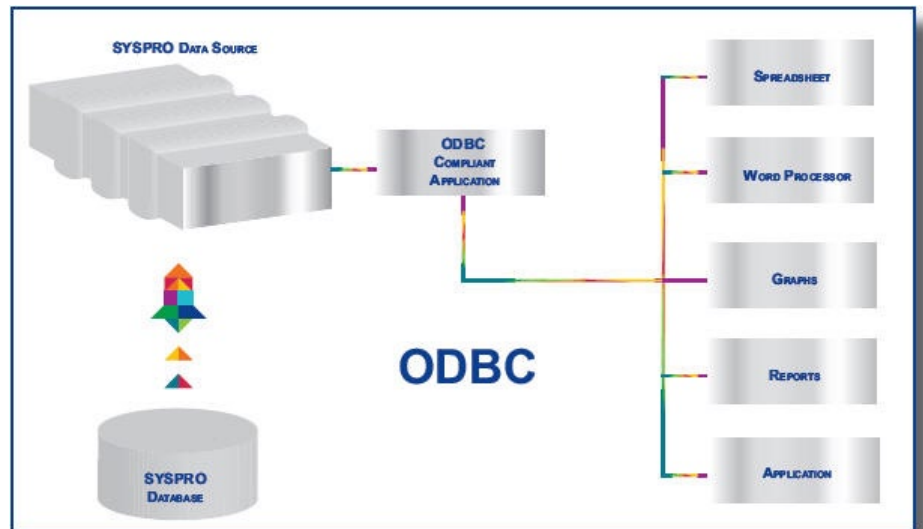 SYSPRO DATA SOURCE
ODBC
COMPLIANT
APPLICATION
SPREADSHEET
WORD PROCESSOR
GRAPHS
REPORTS
APPLICATION
ODBC
SYSPRO
DATABASE